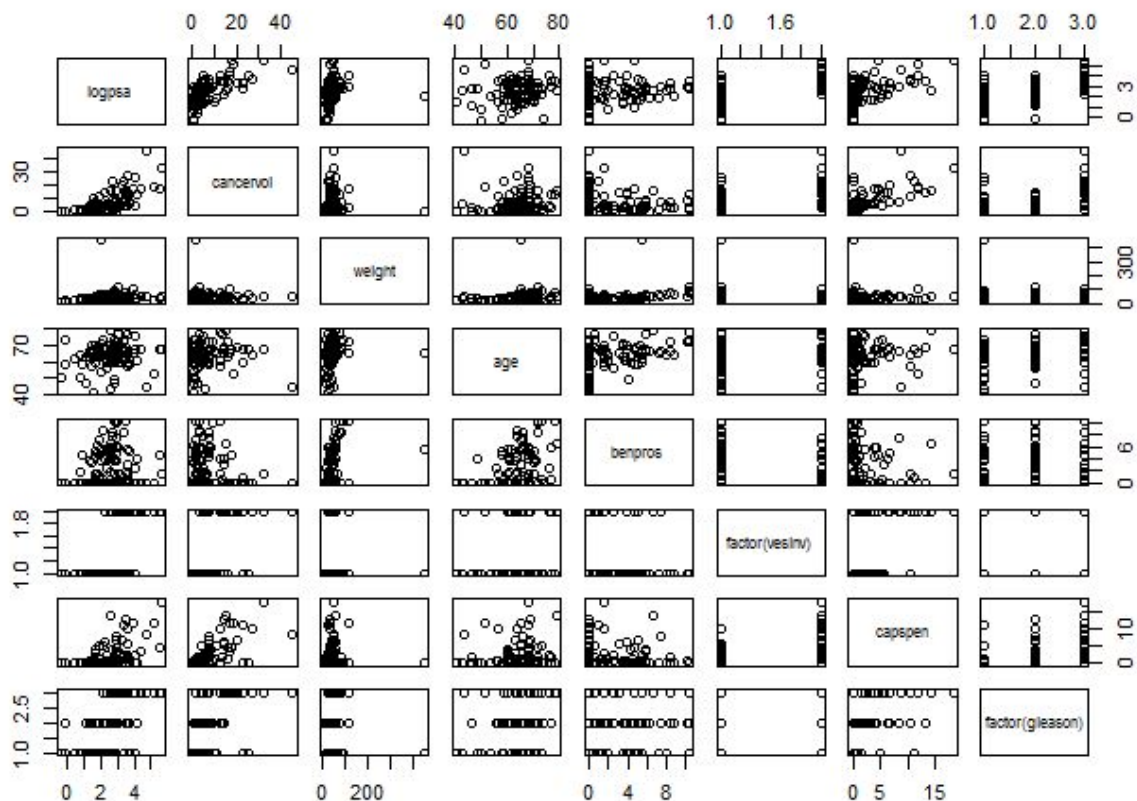 0 20 40 40 60 80 1.0 1.6 1.0 2.0 3.0
logpsa 0 3
0 30 cancervol
weight 0 300
40 70 age
benpros 0 6
1.0 1.8 factor(vesInv)
capspen 0 10
1.0 2.5 factor(gleason)
0 2 4 0 200 0 4 8 0 5 15